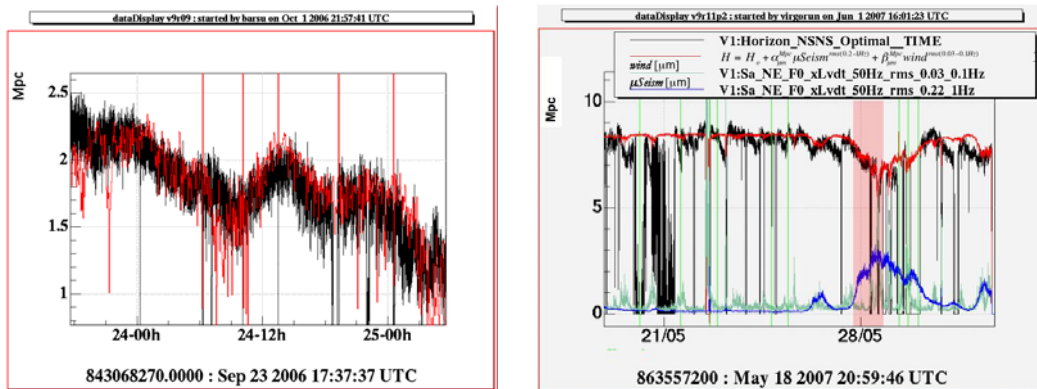 dataDisplay v9r09 : started by barsu on Oct 1 2006 21:57:41 UTC
Mpc
2.5
2
1.5
1
24-00h
24-12h
25-00h
843068270.0000 : Sep 23 2006 17:37:37 UTC
dataDisplay v9r11p2 : started by virgorun on Jun 1 2007 16:01:23 UTC
V1:Horizon_NSNS_Optimal__TIME
wind [μm]
V1:Sa_NE_F0_xLvdt_50Hz_rms_0.03_0.1Hz
μSeism [μm]
V1:Sa_NE_F0_xLvdt_50Hz_rms_0.22_1Hz
Mpc
10
5
0
21/05
28/05
863557200 : May 18 2007 20:59:46 UTC